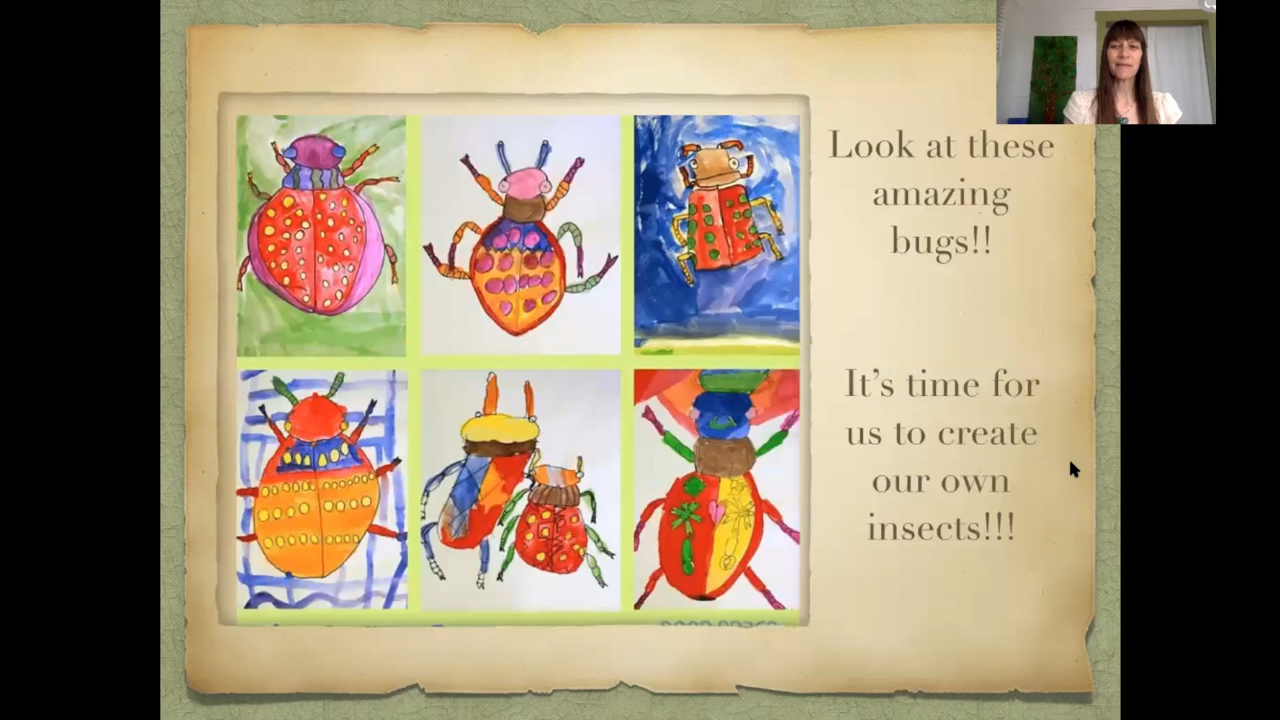 Look at these
amazing
bugs!!
It’s time for
us to create
our own
insects!!!